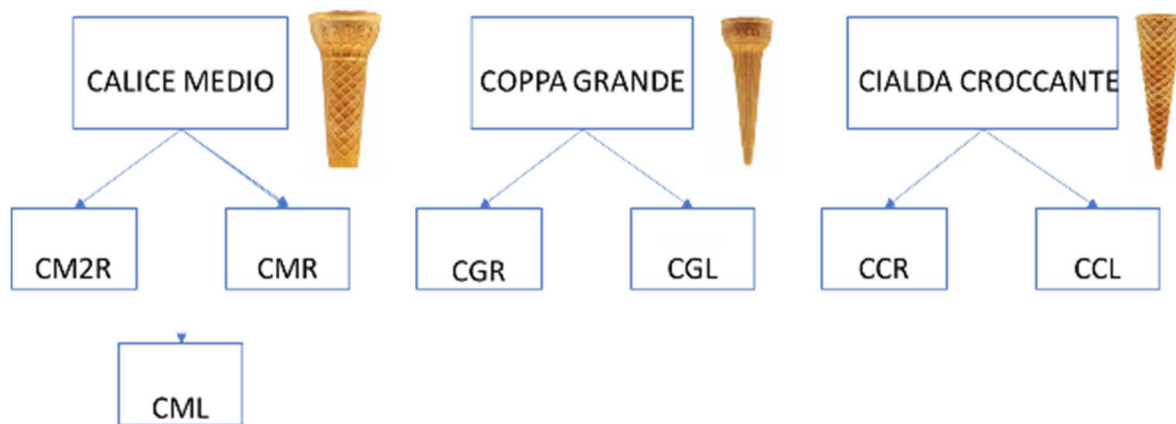 CALICE MEDIO
COPPA GRANDE
CIALDA CROCCANTE
CM2R
CMR
CGR
CGL
CCR
CCL
CML